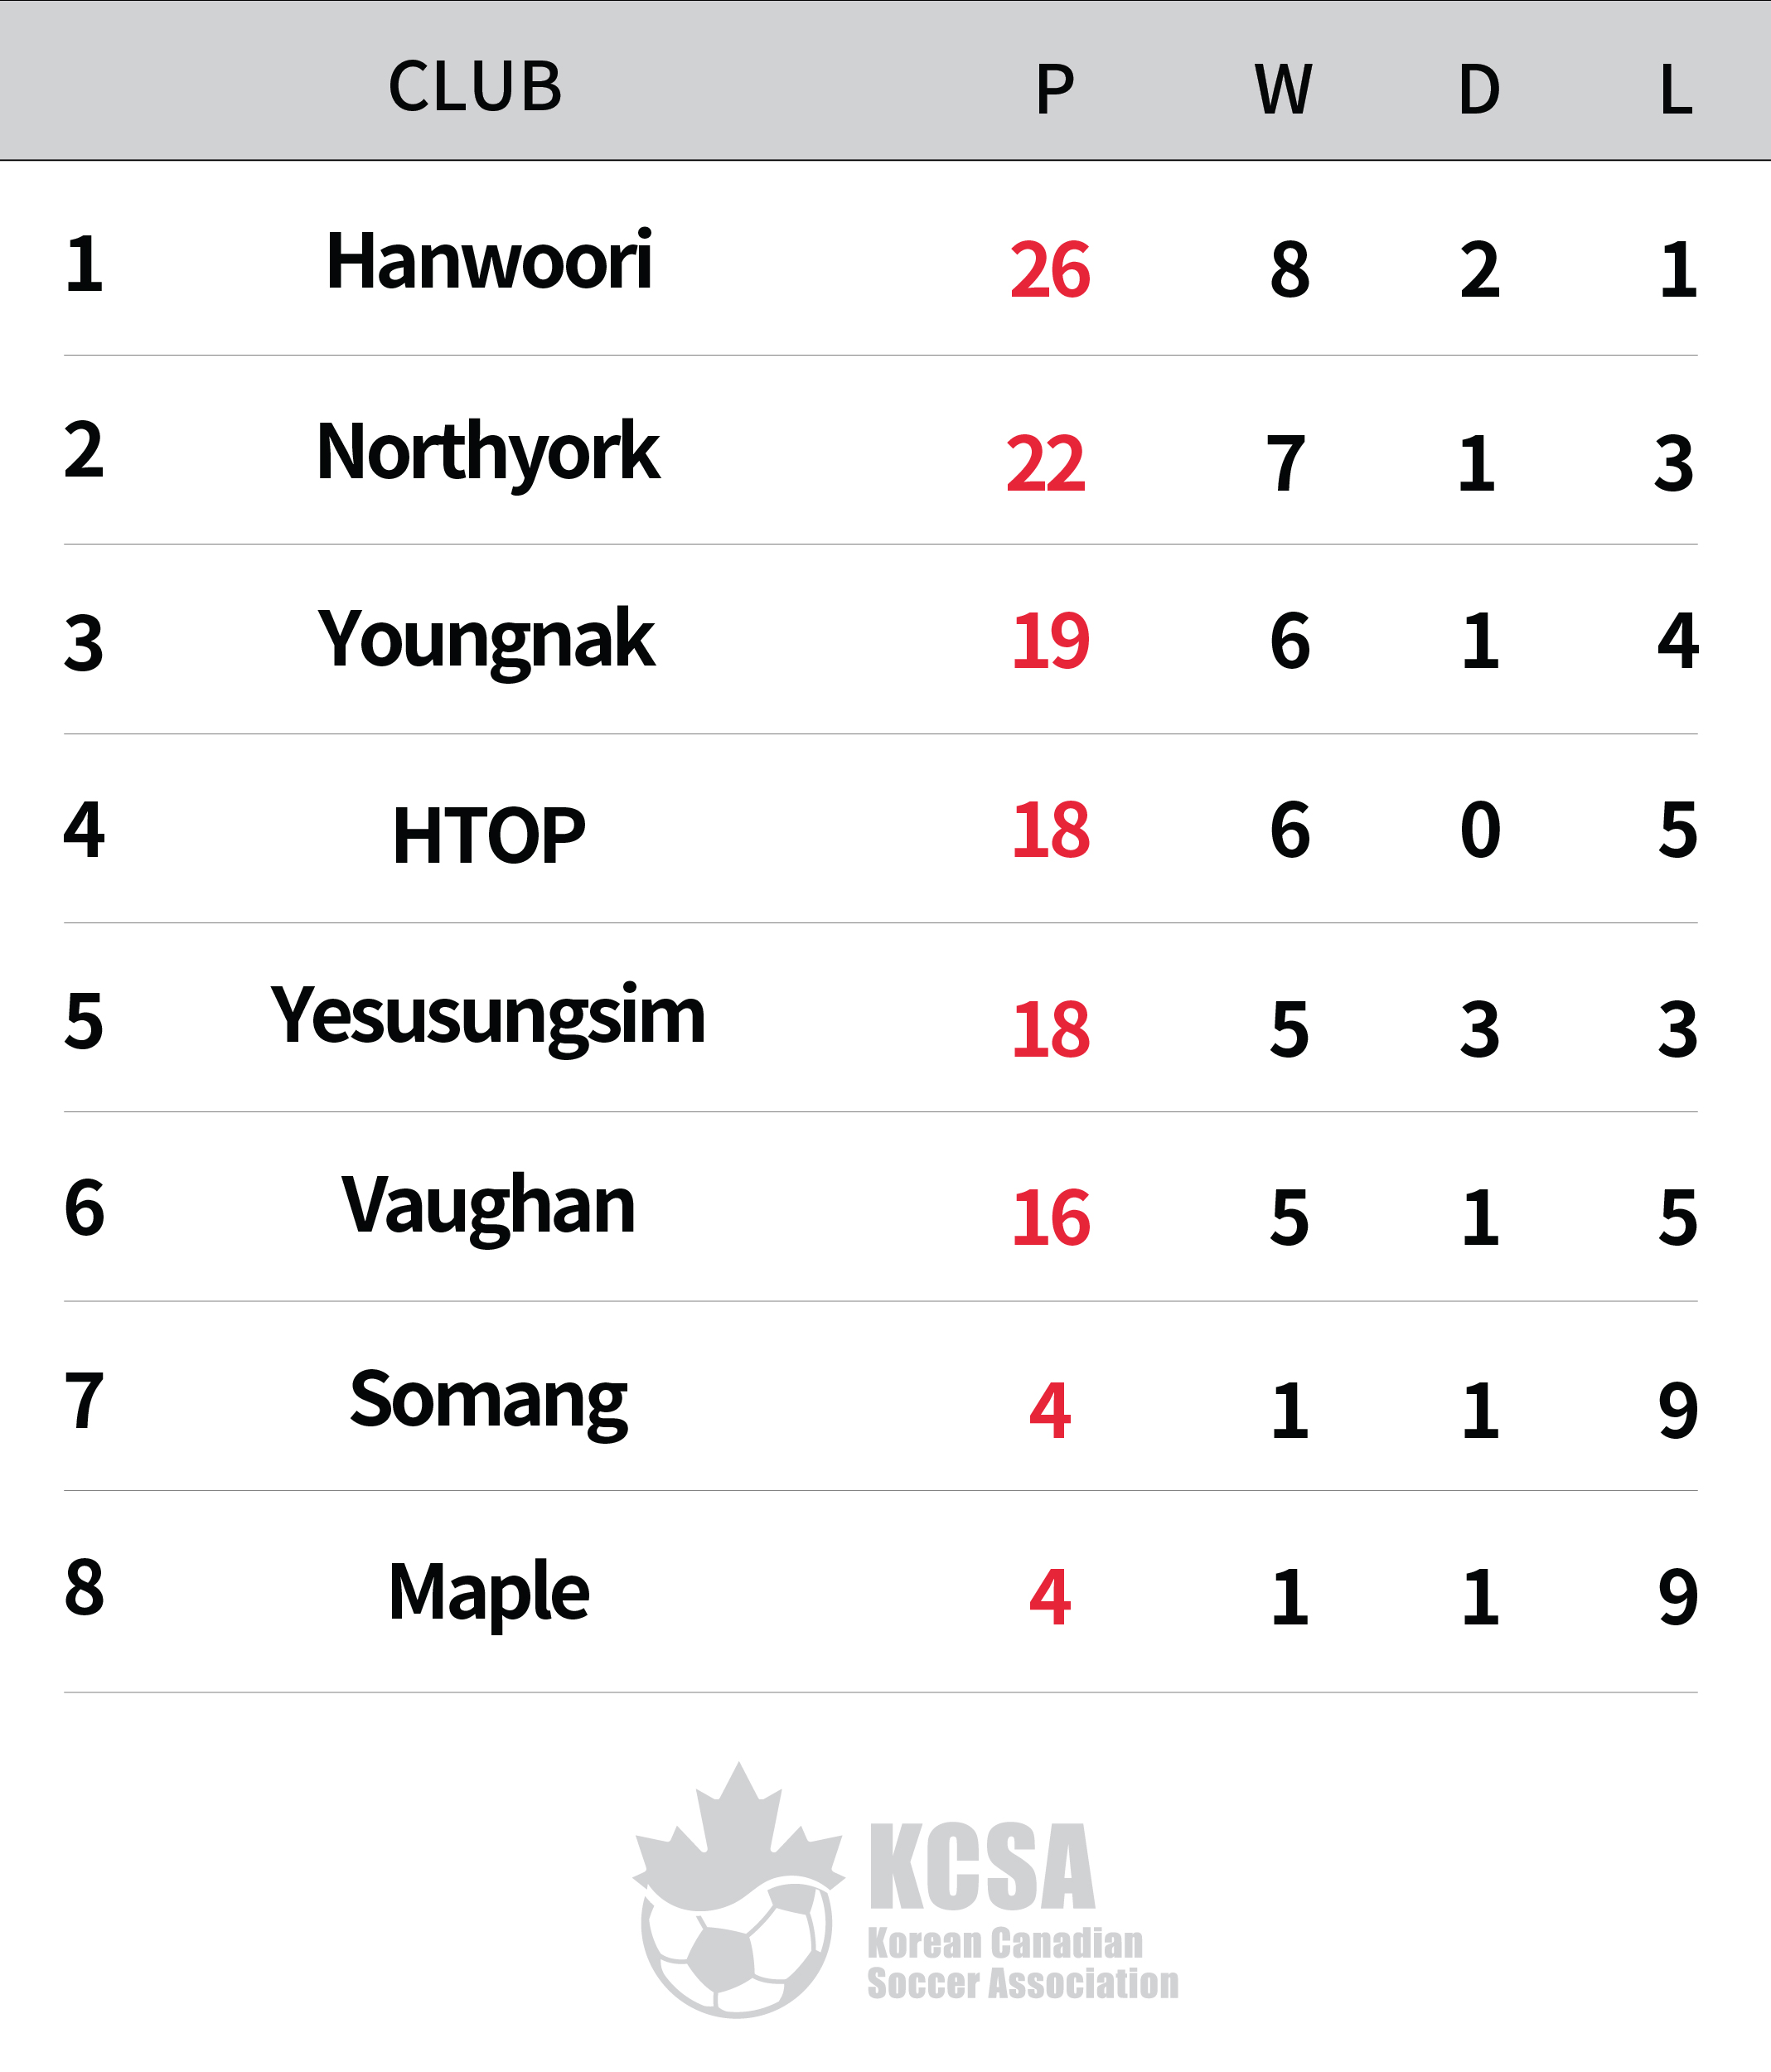 CLUB P W D L
1 Hanwoori 26 8 2 1
2 Northyork 22 7 1 3
3 Youngnak 19 6 1 4
4 HTOP 18 6 0 5
5 Yesusungsim 18 5 3 3
6 Vaughan 16 5 1 5
7 Somang 4 1 1 9
8 Maple 4 1 1 9
KCSA
Korean Canadian
Soccer Association